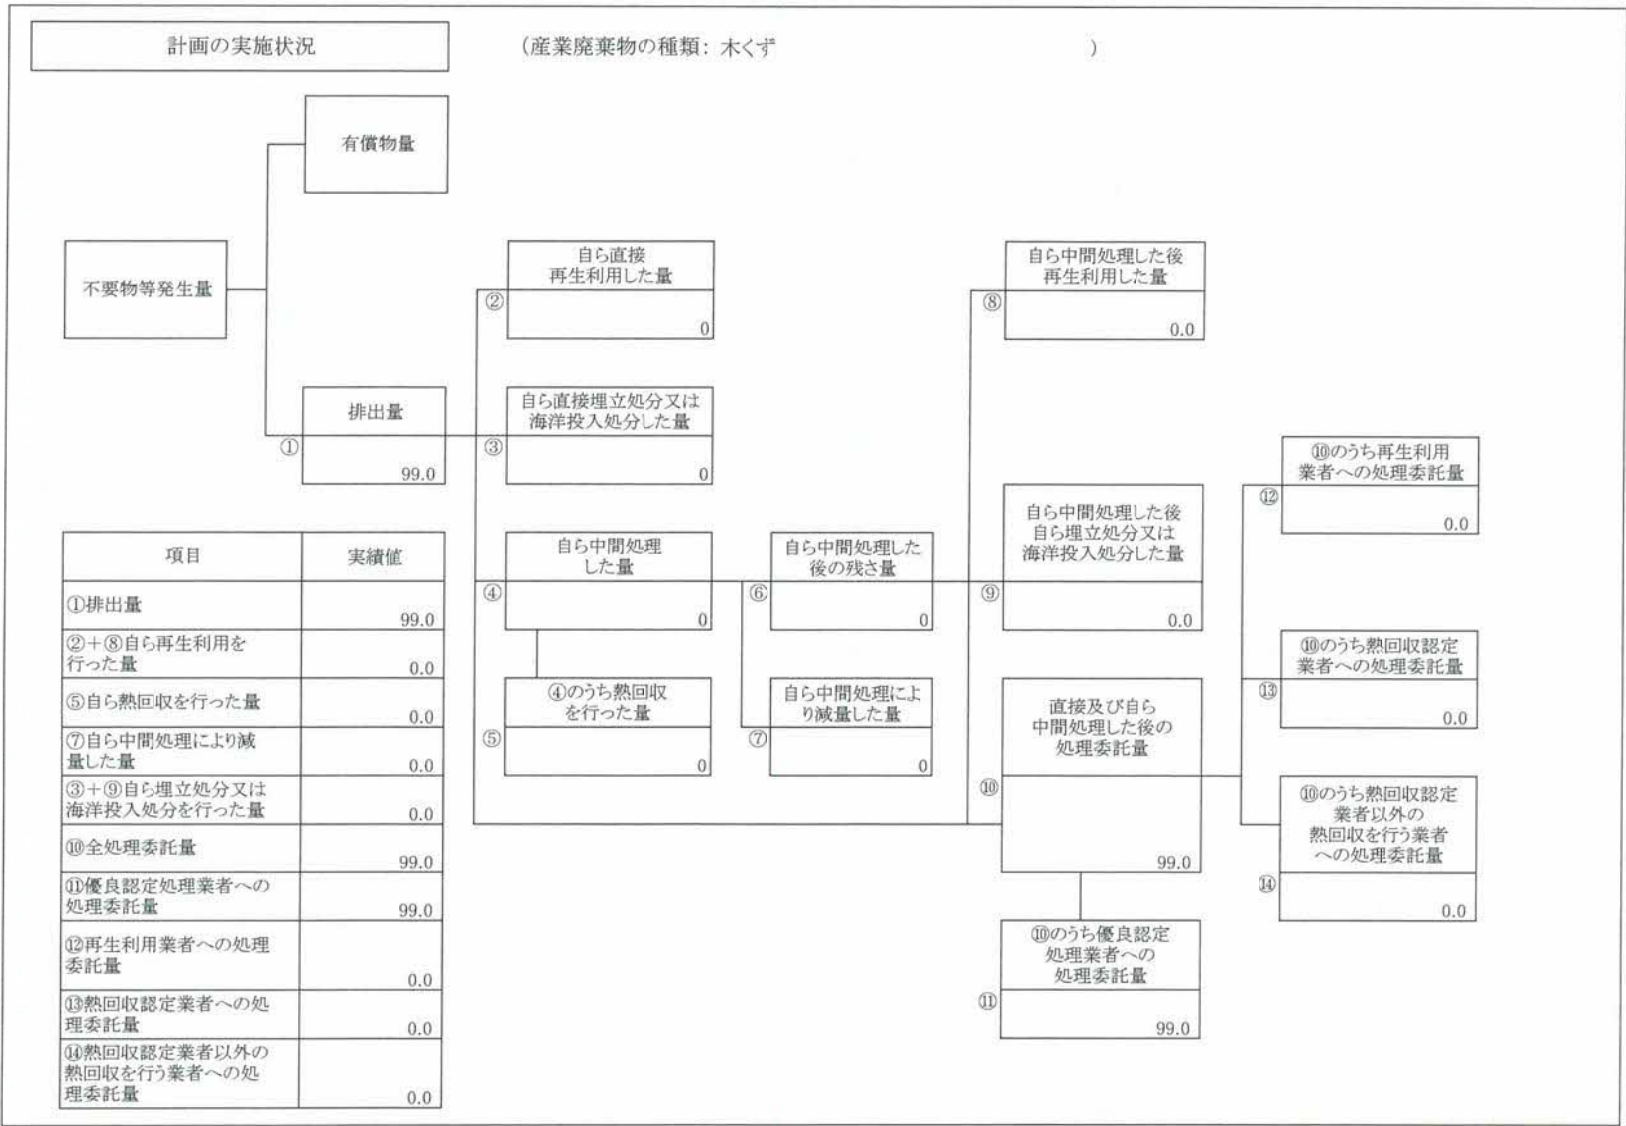 計画の実施状況
(産業廃棄物の種類: 木くず )
有償物量
不要物等発生量
排出量
①
99.0
自ら直接
再生利用した量
②
0
自ら直接埋立処分又は
海洋投入処分した量
③
0
自ら中間処理
した量
④
0
④のうち熱回収
を行った量
⑤
0
自ら中間処理した
後の残さ量
⑥
0
自ら中間処理によ
り減量した量
⑦
0
自ら中間処理した後
再生利用した量
⑧
0.0
自ら中間処理した後
自ら埋立処分又は
海洋投入処分した量
⑨
0.0
直接及び自ら
中間処理した後の
処理委託量
⑩
99.0
⑩のうち優良認定
処理業者への
処理委託量
⑪
99.0
⑩のうち再生利用
業者への処理委託量
⑫
0.0
⑩のうち熱回収認定
業者への処理委託量
⑬
0.0
⑩のうち熱回収認定
業者以外の
熱回収を行う業者
への処理委託量
⑭
0.0
項目 実績値
①排出量
99.0
②+⑧自ら再生利用を
行った量 0.0
⑤自ら熱回収を行った量
0.0
⑦自ら中間処理により減
量した量 0.0
③+⑨自ら埋立処分又は
海洋投入処分を行った量 0.0
⑩全処理委託量
99.0
⑪優良認定処理業者への
処理委託量 99.0
⑫再生利用業者への処理
委託量
0.0
⑬熱回収認定業者への処
理委託量 0.0
⑭熱回収認定業者以外の
熱回収を行う業者への処
理委託量 0.0